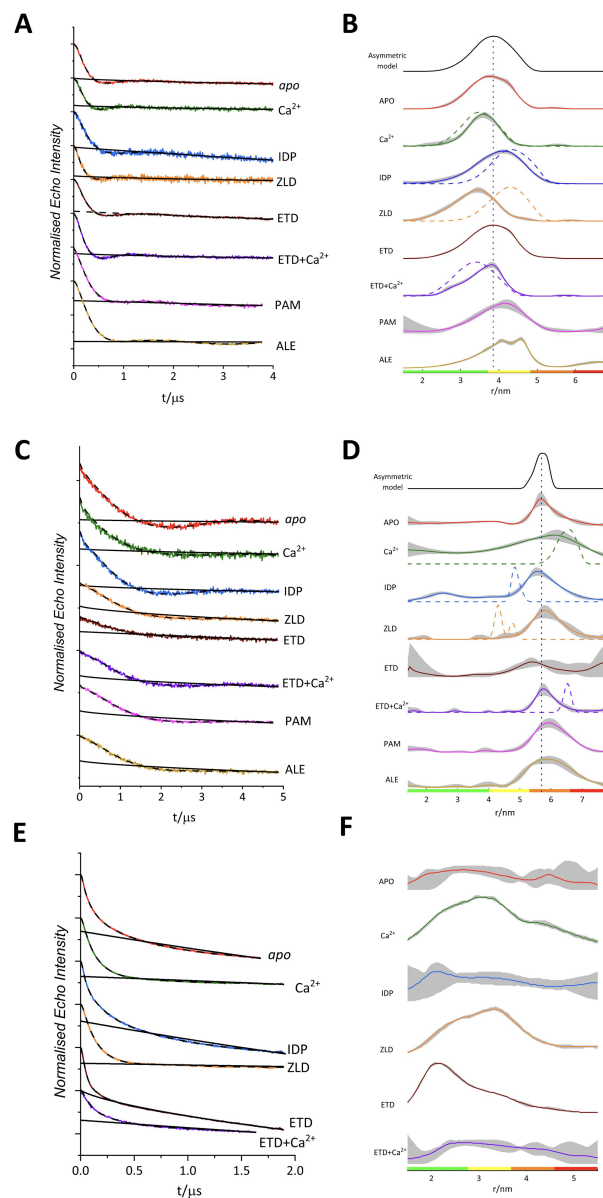 A
Normalised Echo Intensity
apo
Ca²⁺
IDP
ZLD
ETD
ETD+Ca²⁺
PAM
ALE
0 1 2 3 4
t/μs
B
Asymmetric
model
APO
Ca²⁺
IDP
ZLD
ETD
ETD+Ca²⁺
PAM
ALE
2 3 4 5 6
r/nm
C
Normalised Echo Intensity
apo
Ca²⁺
IDP
ZLD
ETD
ETD+Ca²⁺
PAM
ALE
0 1 2 3 4 5
t/μs
D
Asymmetric
model
APO
Ca²⁺
IDP
ZLD
ETD
ETD+Ca²⁺
PAM
ALE
2 3 4 5 6 7
r/nm
E
Normalised Echo Intensity
apo
Ca²⁺
IDP
ZLD
ETD
ETD+Ca²⁺
0.0 0.5 1.0 1.5 2.0
t/μs
F
APO
Ca²⁺
IDP
ZLD
ETD
ETD+Ca²⁺
2 3 4 5
r/nm